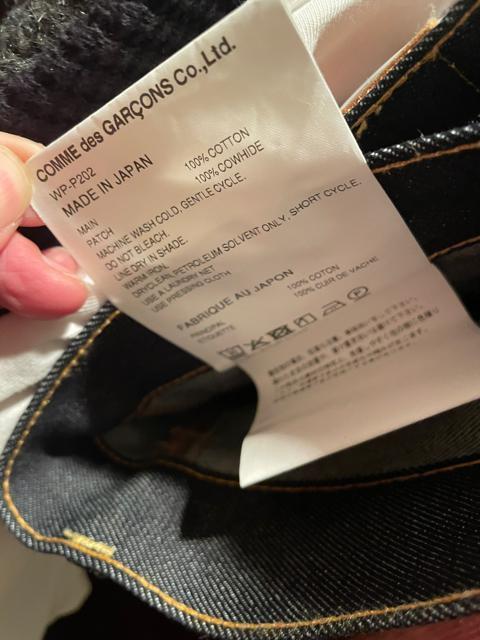 COMME des GARÇONS Co.,Ltd.
WP-P202
MADE IN JAPAN
MAIN 100% COTTON
PATCH 100% COWHIDE
MACHINE WASH COLD, GENTLE CYCLE.
DO NOT BLEACH.
LINE DRY IN SHADE.
WARM IRON.
DRYCLEAN, PETROLEUM SOLVENT ONLY, SHORT CYCLE.
USE A LAUNDRY NET
USE PRESSING CLOTH
FABRIQUE AU JAPON
PRINCIPAL 100% COTON
ETIQUETTE 100% CUIR DE VACHE